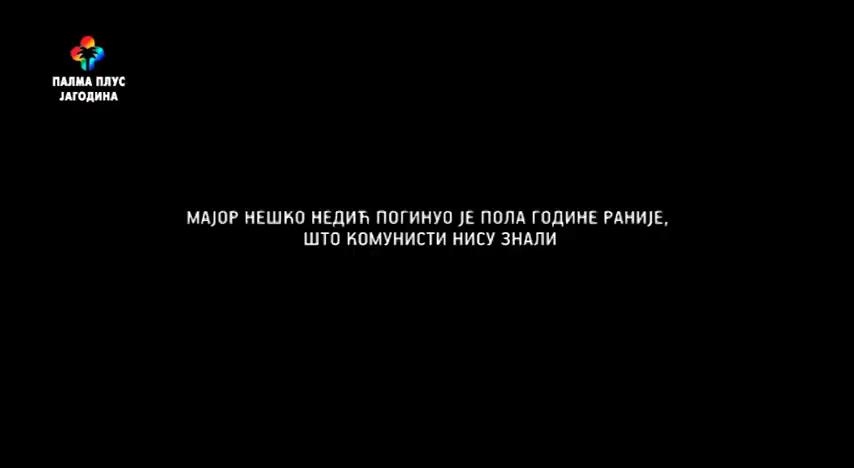 ПАЛМА ПЛУС
ЈАГОДИНА
МАЈОР НЕШКО НЕДИЋ ПОГИНУО ЈЕ ПОЛА ГОДИНЕ РАНИЈЕ,
ШТО КОМУНИСТИ НИСУ ЗНАЛИ